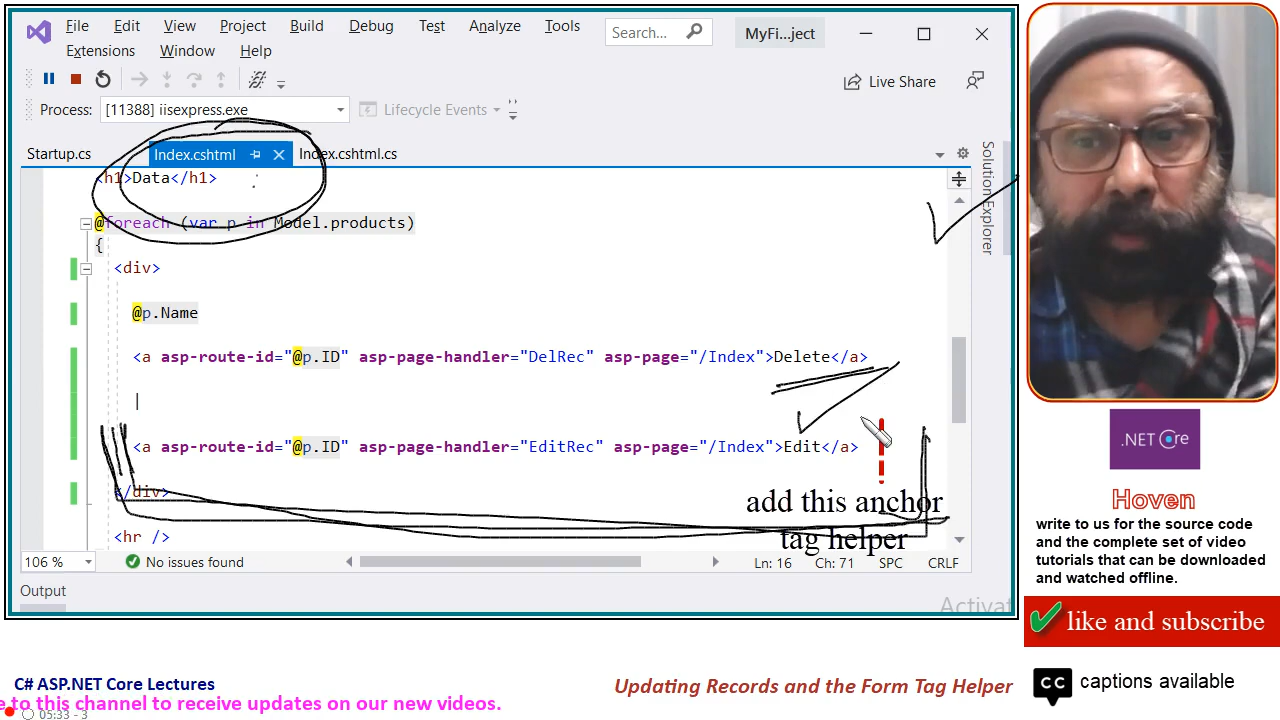 File Edit View Project Build Debug Test Analyze Tools Search... MyFi...ject
Extensions Window Help
Live Share
Process: [11388] iisexpress.exe Lifecycle Events
Startup.cs Index.cshtml Index.cshtml.cs
Solution Explorer
<h1>Data</h1>
@foreach (var p in Model.products)
{
<div>
@p.Name
<a asp-route-id="@p.ID" asp-page-handler="DelRec" asp-page="/Index">Delete</a>
|
<a asp-route-id="@p.ID" asp-page-handler="EditRec" asp-page="/Index">Edit</a>
</div>
add this anchor
tag helper
<hr />
106 % No issues found Ln: 16 Ch: 71 SPC CRLF
Output
Activat
.NET Core
Hoven
write to us for the source code
and the complete set of video
tutorials that can be downloaded
and watched offline.
like and subscribe
CC captions available
C# ASP.NET Core Lectures
Updating Records and the Form Tag Helper
e to this channel to receive updates on our new videos.
05:33 - 3